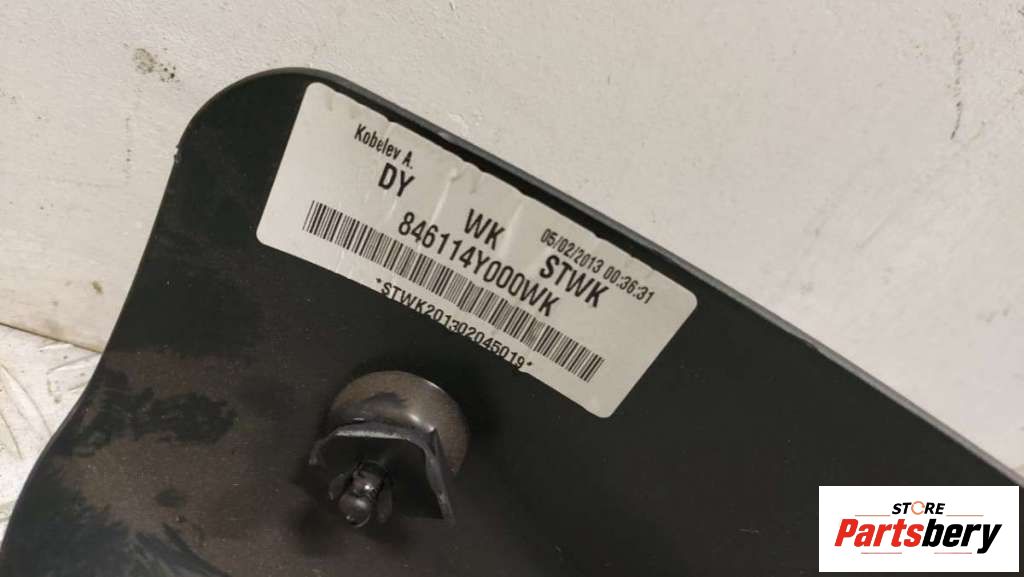 Kobelev A.
05/02/2013 00:36:31
DY WK STWK
846114Y000WK
*STWK201302045019*
STORE
Partsbery